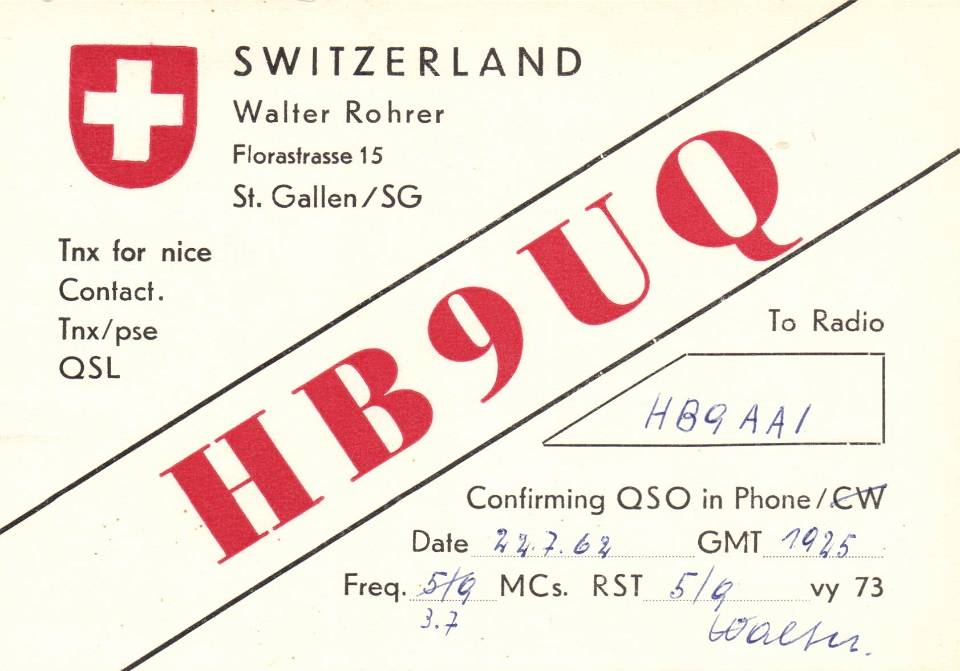 SWITZERLAND
Walter Rohrer
Florastrasse 15
St. Gallen/SG
Tnx for nice
Contact.
Tnx/pse
QSL
HB9UQ
To Radio
HB9AAI
Confirming QSO in Phone/CW
Date 22.7.62 GMT 1925
Freq. 5/9 MCs. RST 5/9 vy 73
3.7
Walter.